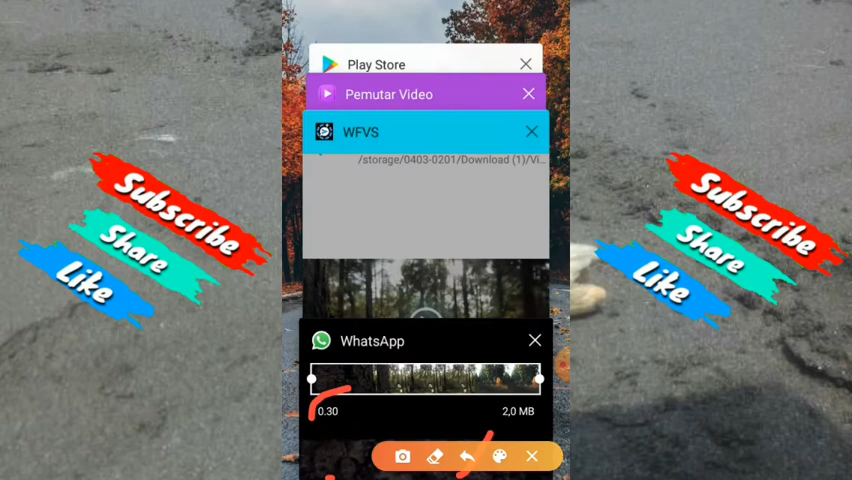 Play Store
Pemutar Video
WFVS
/storage/0403-0201/Download (1)/Vi...
WhatsApp
0.30
2,0 MB
Subscribe
Share
Like
Subscribe
Share
Like